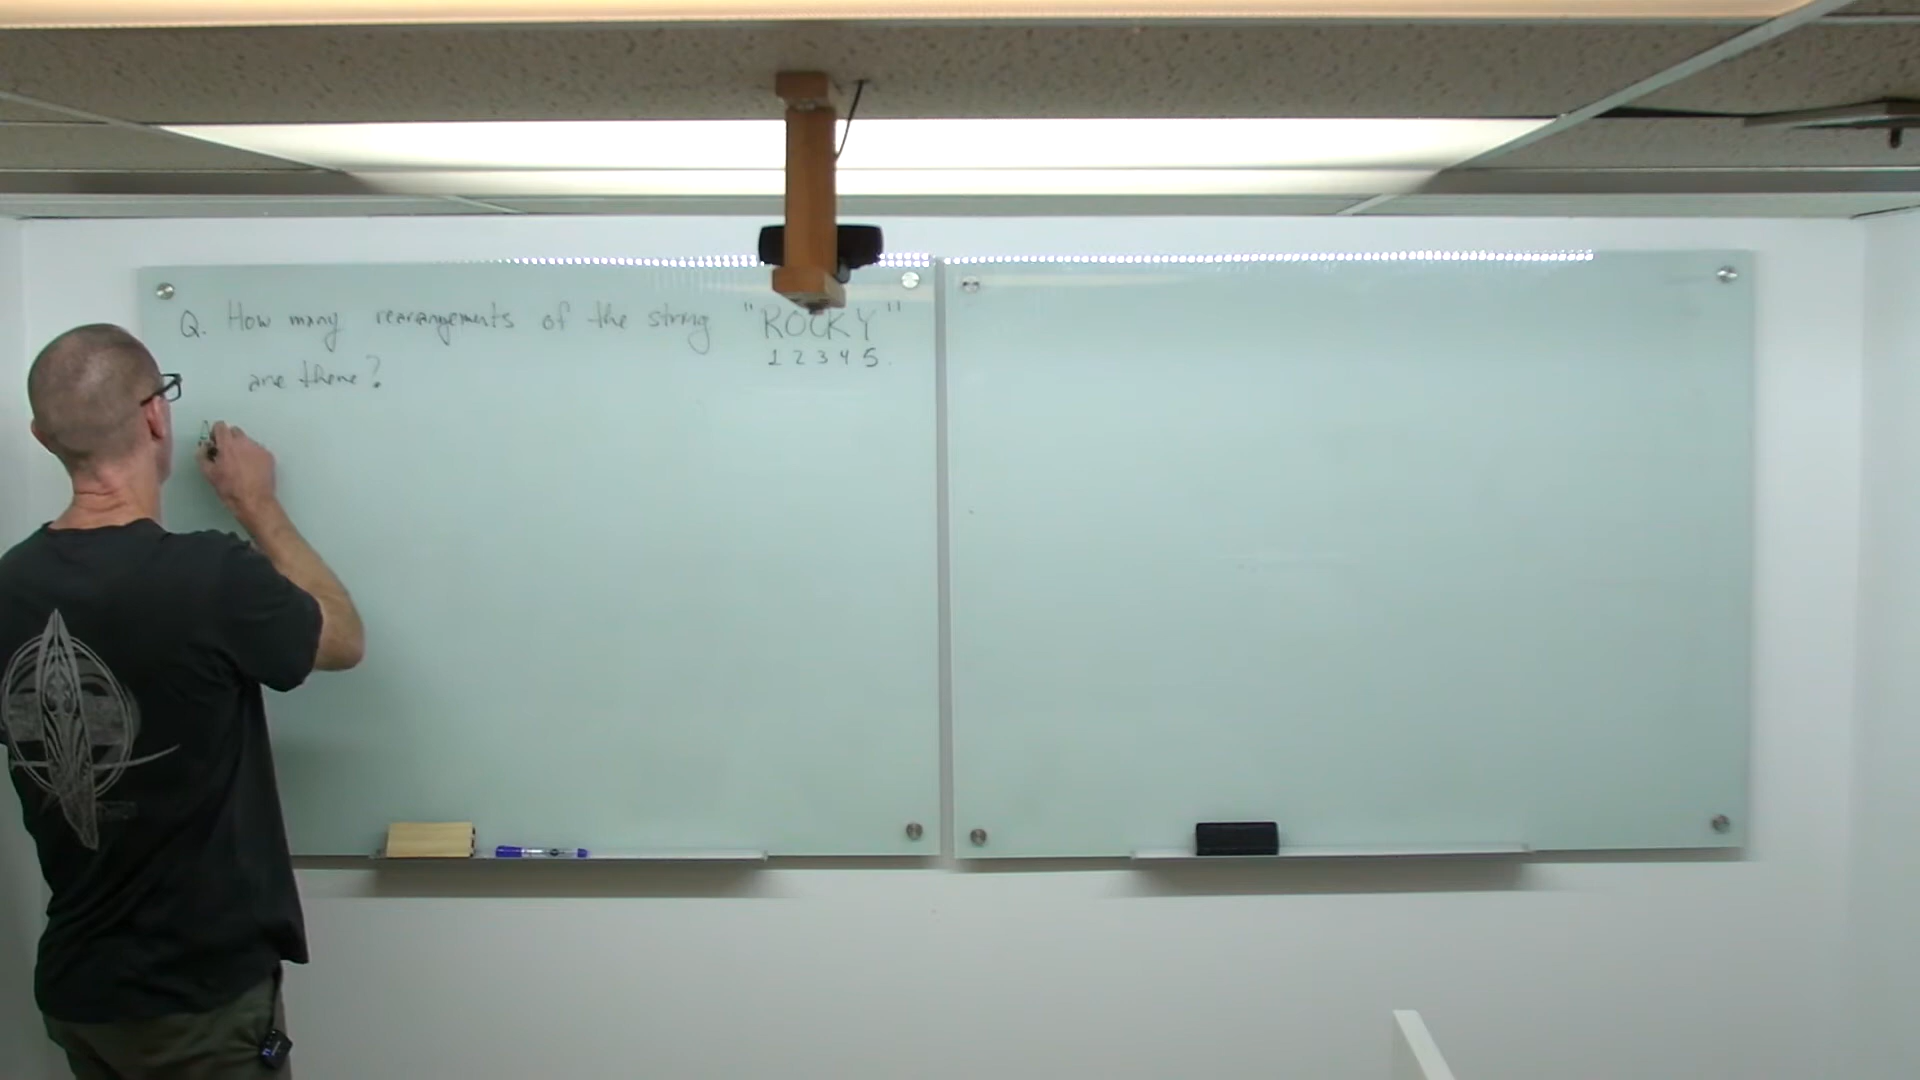 Q. How many rearrangements of the string "ROCKY"
1 2 3 4 5.
are there?
A